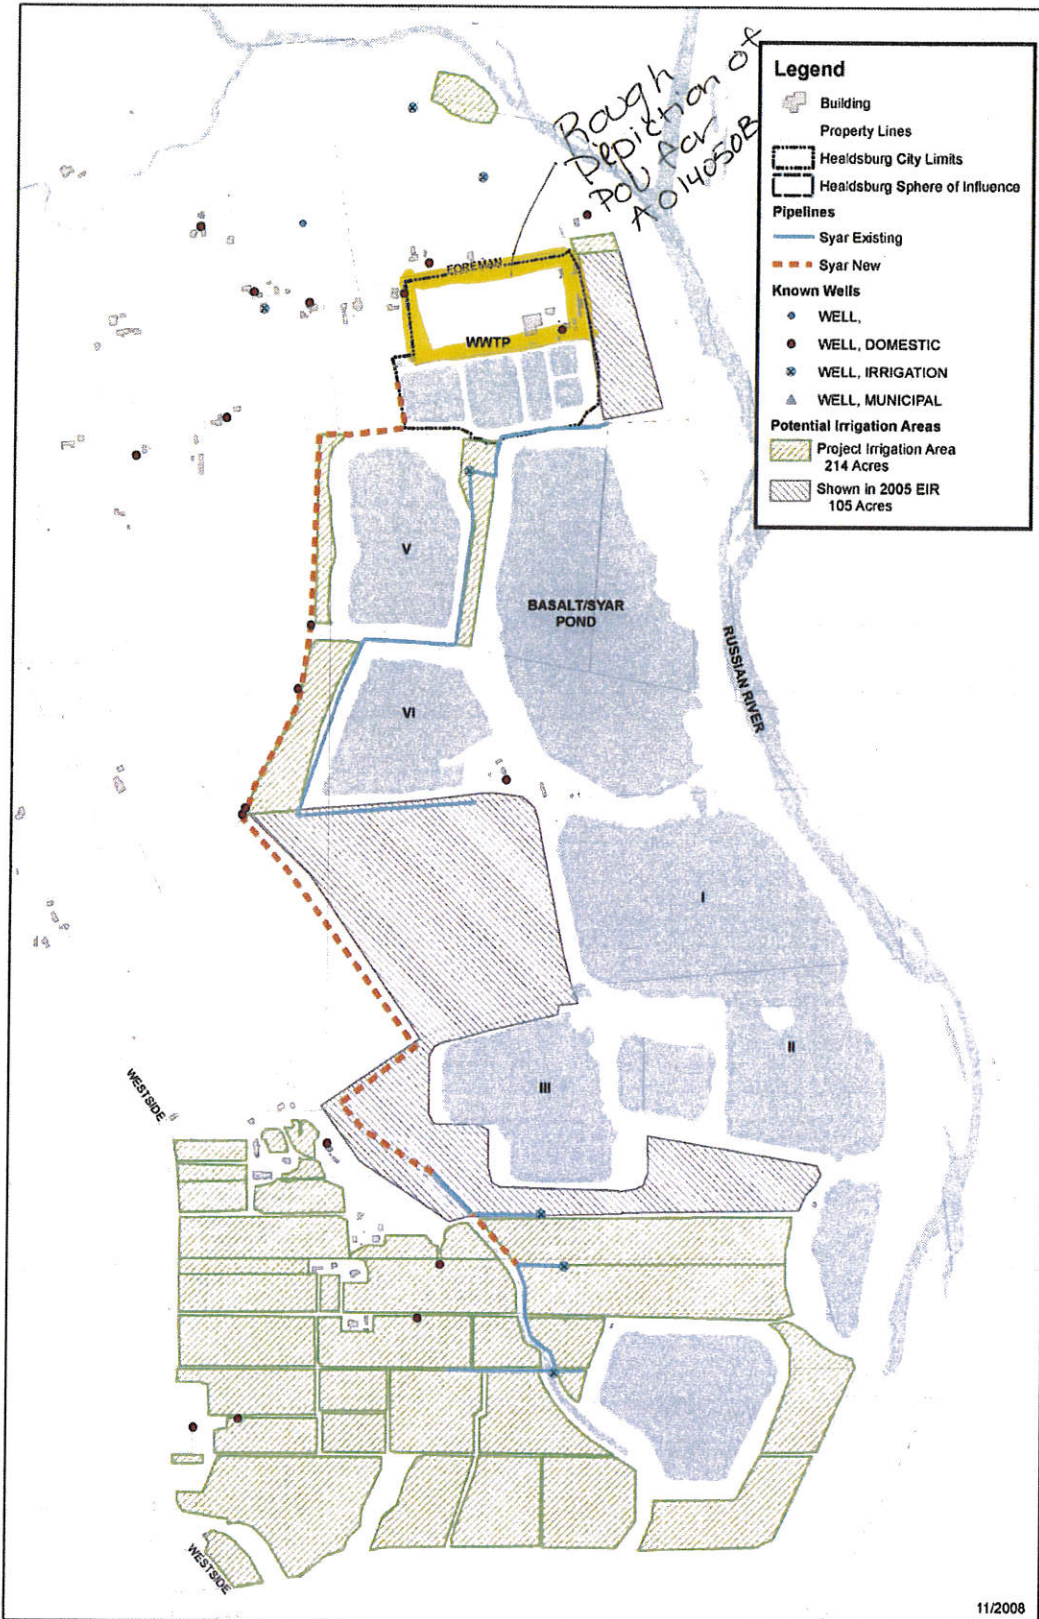 Rough
Depiction of
POU for
A014050B
Legend
Building
Property Lines
Healdsburg City Limits
Healdsburg Sphere of Influence
Pipelines
Syar Existing
Syar New
Known Wells
WELL,
WELL, DOMESTIC
WELL, IRRIGATION
WELL, MUNICIPAL
Potential Irrigation Areas
Project Irrigation Area
214 Acres
Shown in 2005 EIR
105 Acres
FOREMAN
WWTP
V
BASALT/SYAR
POND
RUSSIAN RIVER
VI
I
II
III
WESTSIDE
WESTSIDE
11/2008